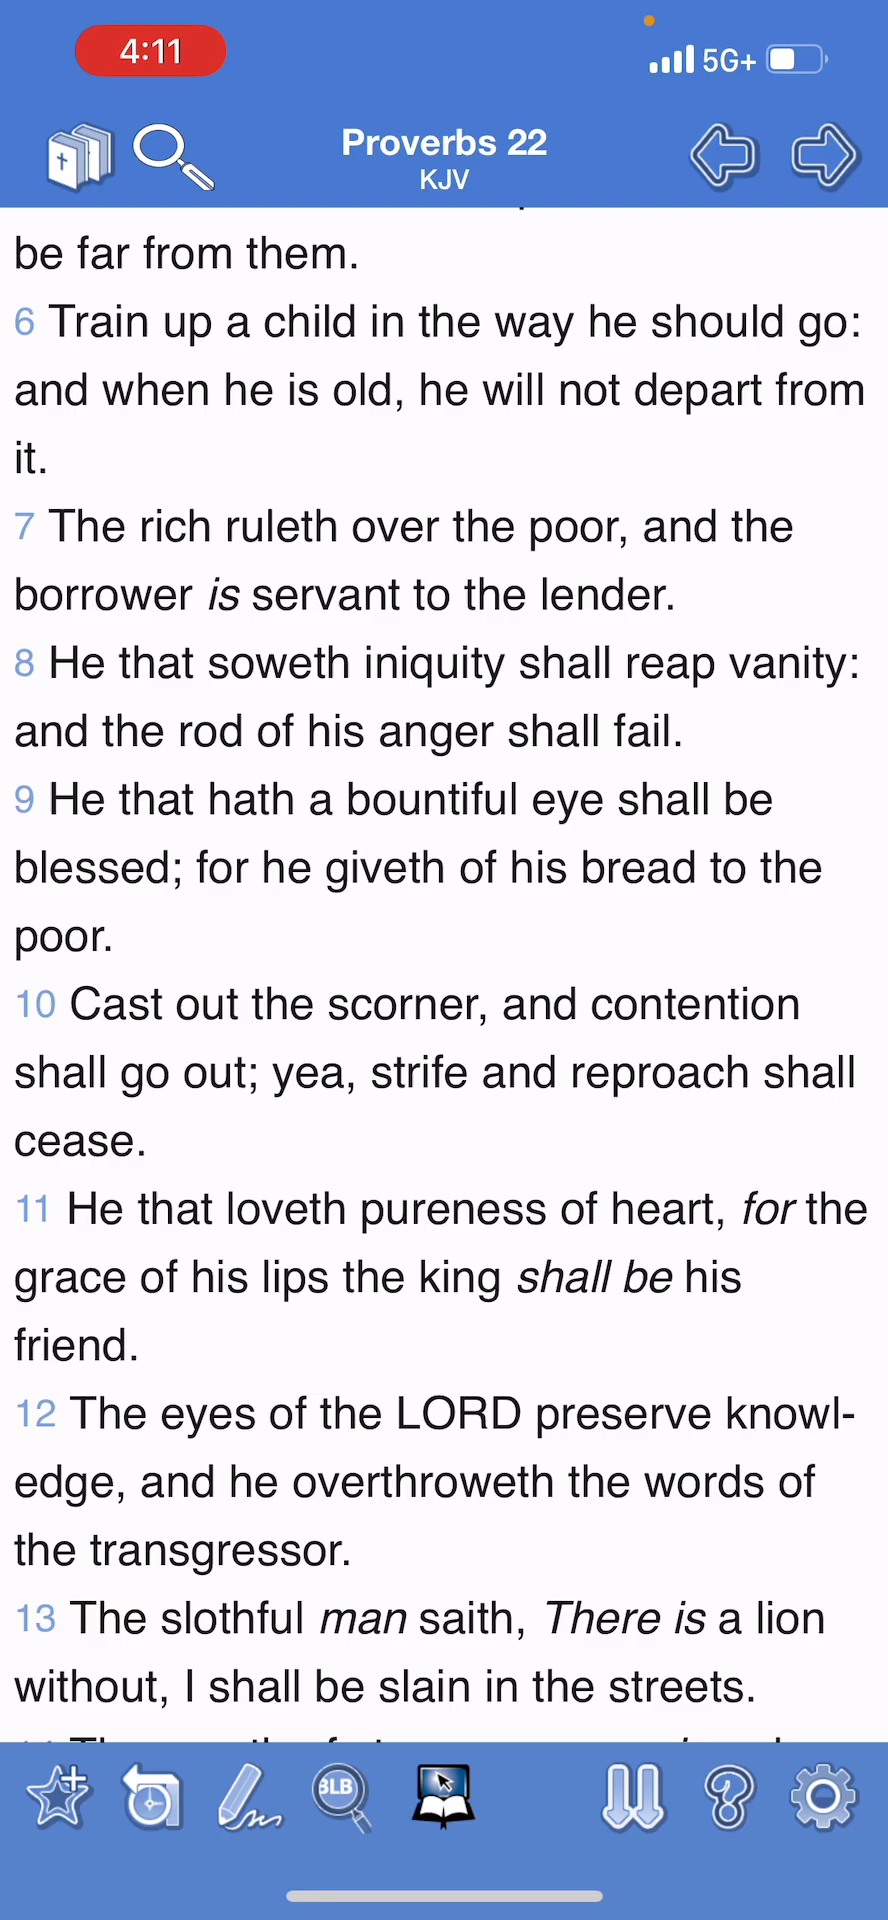 4:11
5G+
Proverbs 22
KJV
be far from them.
6 Train up a child in the way he should go:
and when he is old, he will not depart from
it.
7 The rich ruleth over the poor, and the
borrower is servant to the lender.
8 He that soweth iniquity shall reap vanity:
and the rod of his anger shall fail.
9 He that hath a bountiful eye shall be
blessed; for he giveth of his bread to the
poor.
10 Cast out the scorner, and contention
shall go out; yea, strife and reproach shall
cease.
11 He that loveth pureness of heart, for the
grace of his lips the king shall be his
friend.
12 The eyes of the LORD preserve knowl-
edge, and he overthroweth the words of
the transgressor.
13 The slothful man saith, There is a lion
without, I shall be slain in the streets.
BLB